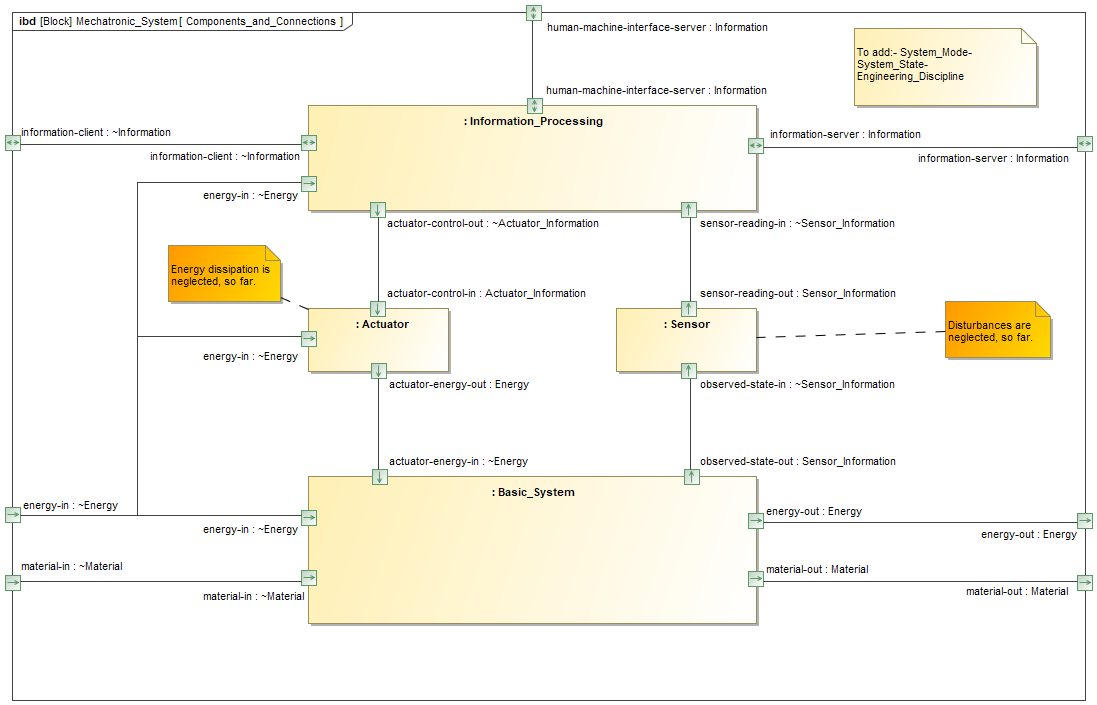 ibd [Block] Mechatronic_System[ Components_and_Connections ]
human-machine-interface-server : Information
To add:- System_Mode-
System_State-
Engineering_Discipline
human-machine-interface-server : Information
: Information_Processing
information-client : ~Information
information-client : ~Information
information-server : Information
information-server : Information
energy-in : ~Energy
actuator-control-out : ~Actuator_Information
sensor-reading-in : ~Sensor_Information
Energy dissipation is
neglected, so far.
actuator-control-in : Actuator_Information
sensor-reading-out : Sensor_Information
: Actuator
: Sensor
Disturbances are
neglected, so far.
energy-in : ~Energy
actuator-energy-out : Energy
observed-state-in : ~Sensor_Information
actuator-energy-in : ~Energy
observed-state-out : Sensor_Information
: Basic_System
energy-in : ~Energy
energy-in : ~Energy
energy-out : Energy
energy-out : Energy
material-in : ~Material
material-in : ~Material
material-out : Material
material-out : Material